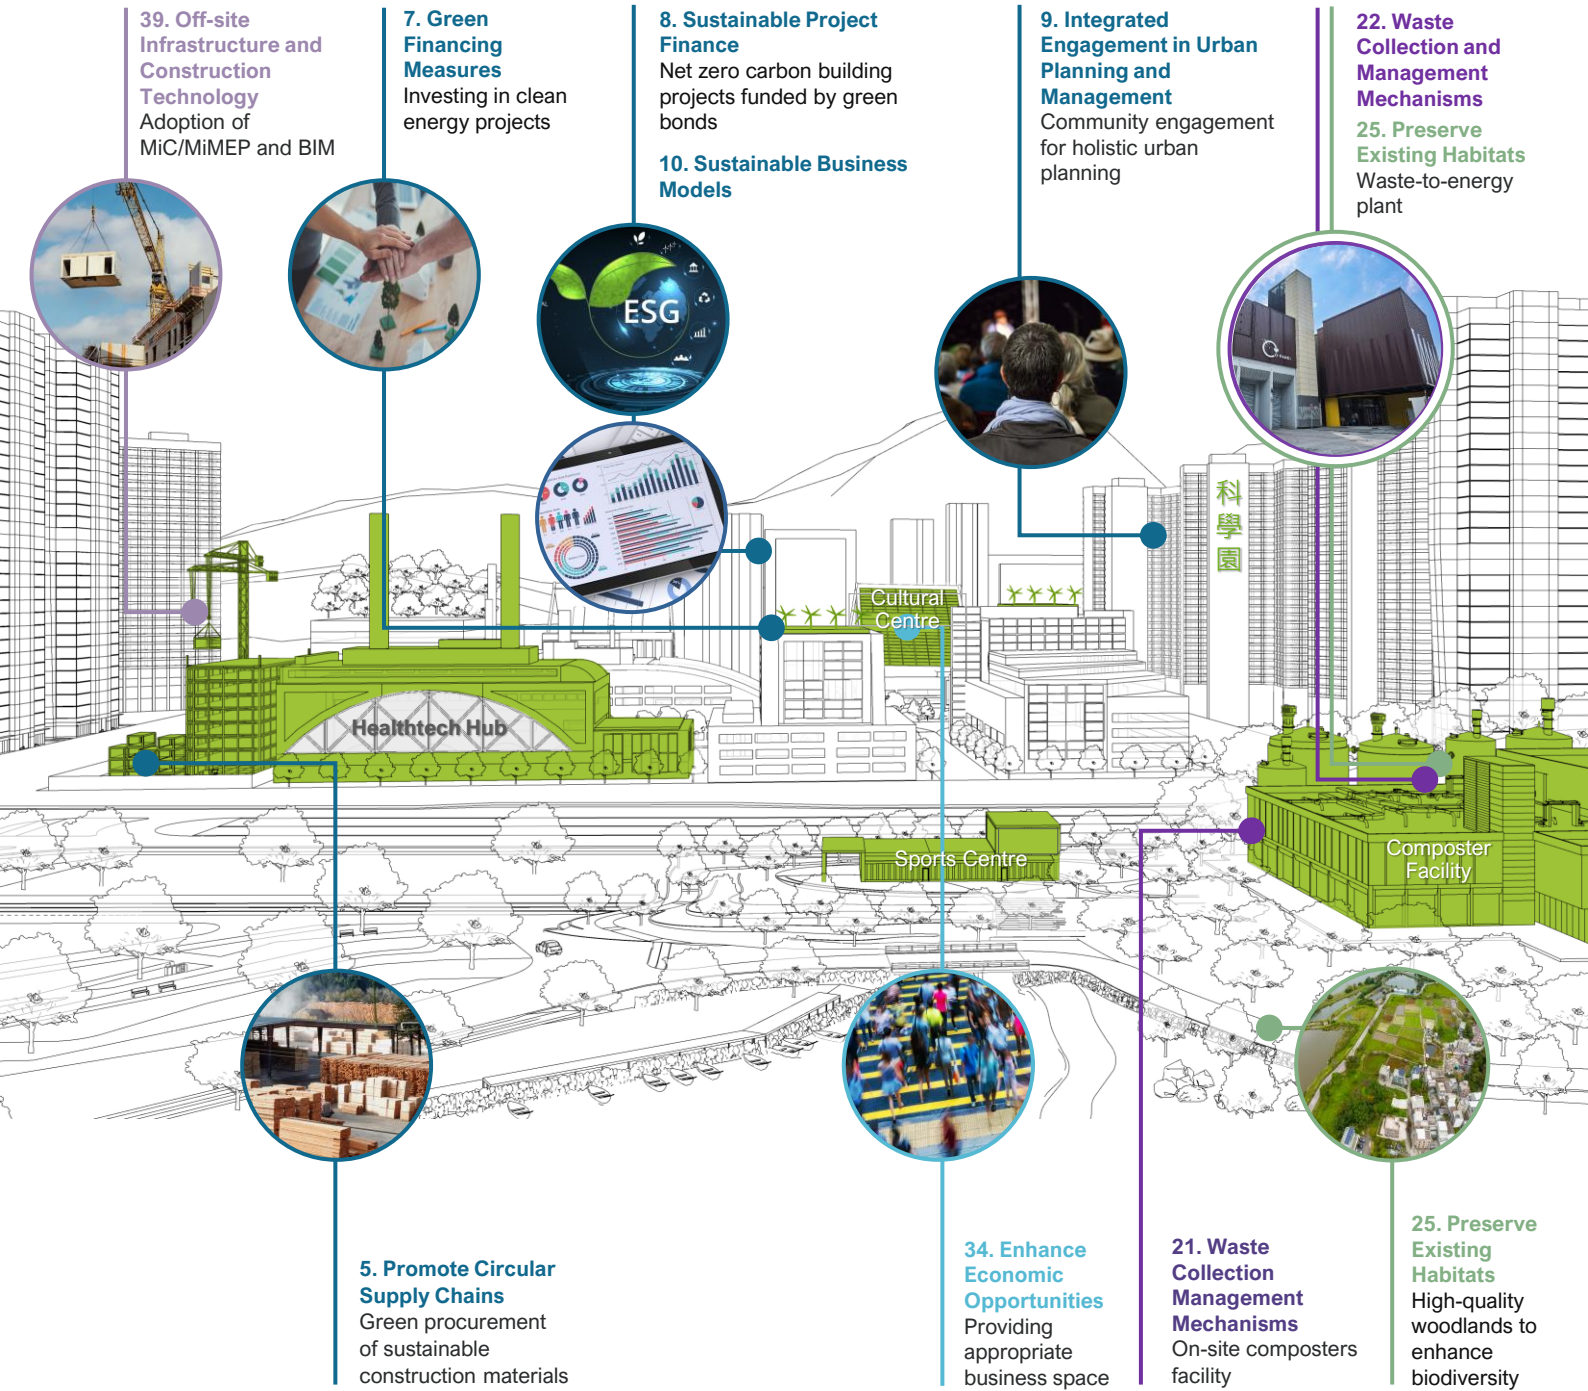 39. Off-site
Infrastructure and
Construction
Technology
Adoption of
MiC/MiMEP and BIM
7. Green
Financing
Measures
Investing in clean
energy projects
8. Sustainable Project
Finance
Net zero carbon building
projects funded by green
bonds
10. Sustainable Business
Models
9. Integrated
Engagement in Urban
Planning and
Management
Community engagement
for holistic urban
planning
22. Waste
Collection and
Management
Mechanisms
25. Preserve
Existing Habitats
Waste-to-energy
plant
ESG
科
學
園
Cultural
Centre
Healthtech Hub
Sports Centre
Composter
Facility
5. Promote Circular
Supply Chains
Green procurement
of sustainable
construction materials
34. Enhance
Economic
Opportunities
Providing
appropriate
business space
21. Waste
Collection
Management
Mechanisms
On-site composters
facility
25. Preserve
Existing
Habitats
High-quality
woodlands to
enhance
biodiversity